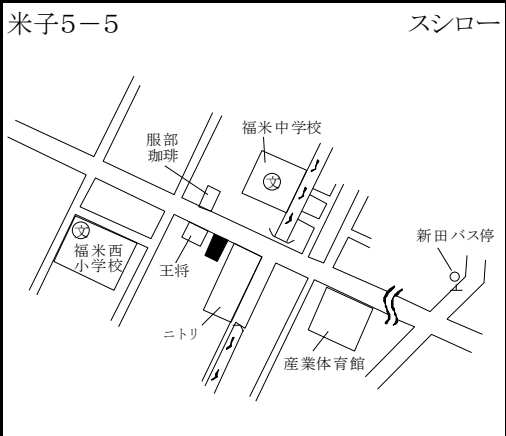 米子5−5
スシロー
福米中学校
服部
珈琲
文
文
福米西
小学校
王将
新田バス停
ニトリ
産業体育館